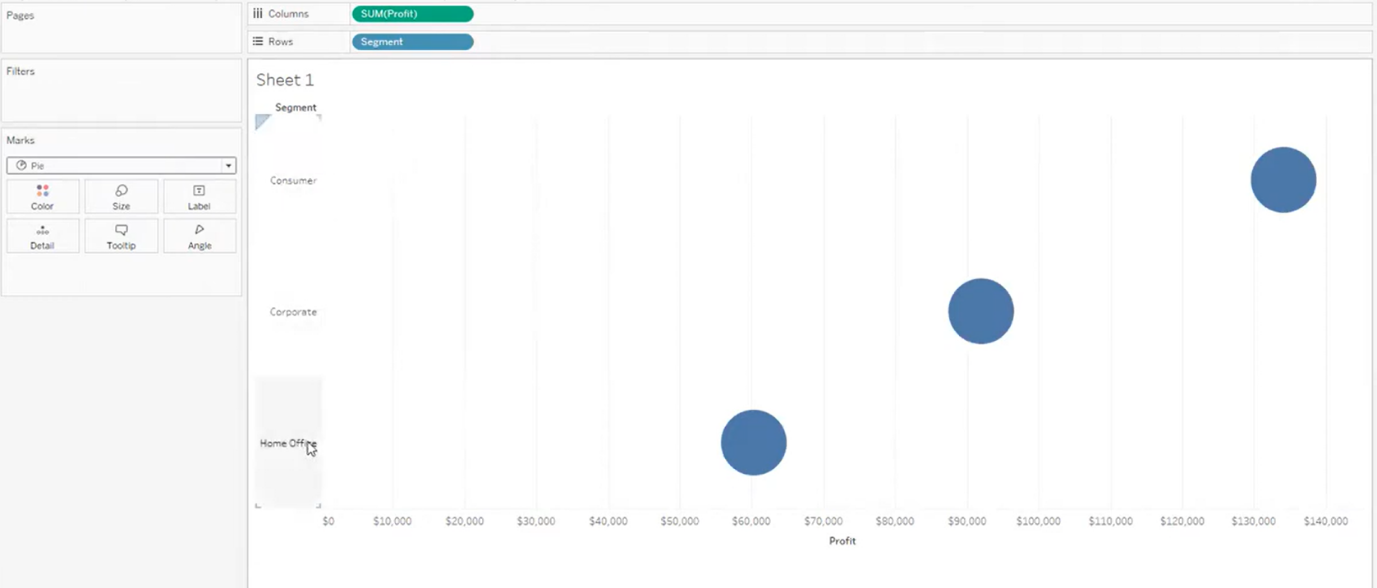 Pages
Columns SUM(Profit)
Rows Segment
Filters
Marks
Pie
Color Size Label
Detail Tooltip Angle
Sheet 1
Segment
Consumer
Corporate
Home Office
$0 $10,000 $20,000 $30,000 $40,000 $50,000 $60,000 $70,000 $80,000 $90,000 $100,000 $110,000 $120,000 $130,000 $140,000
Profit